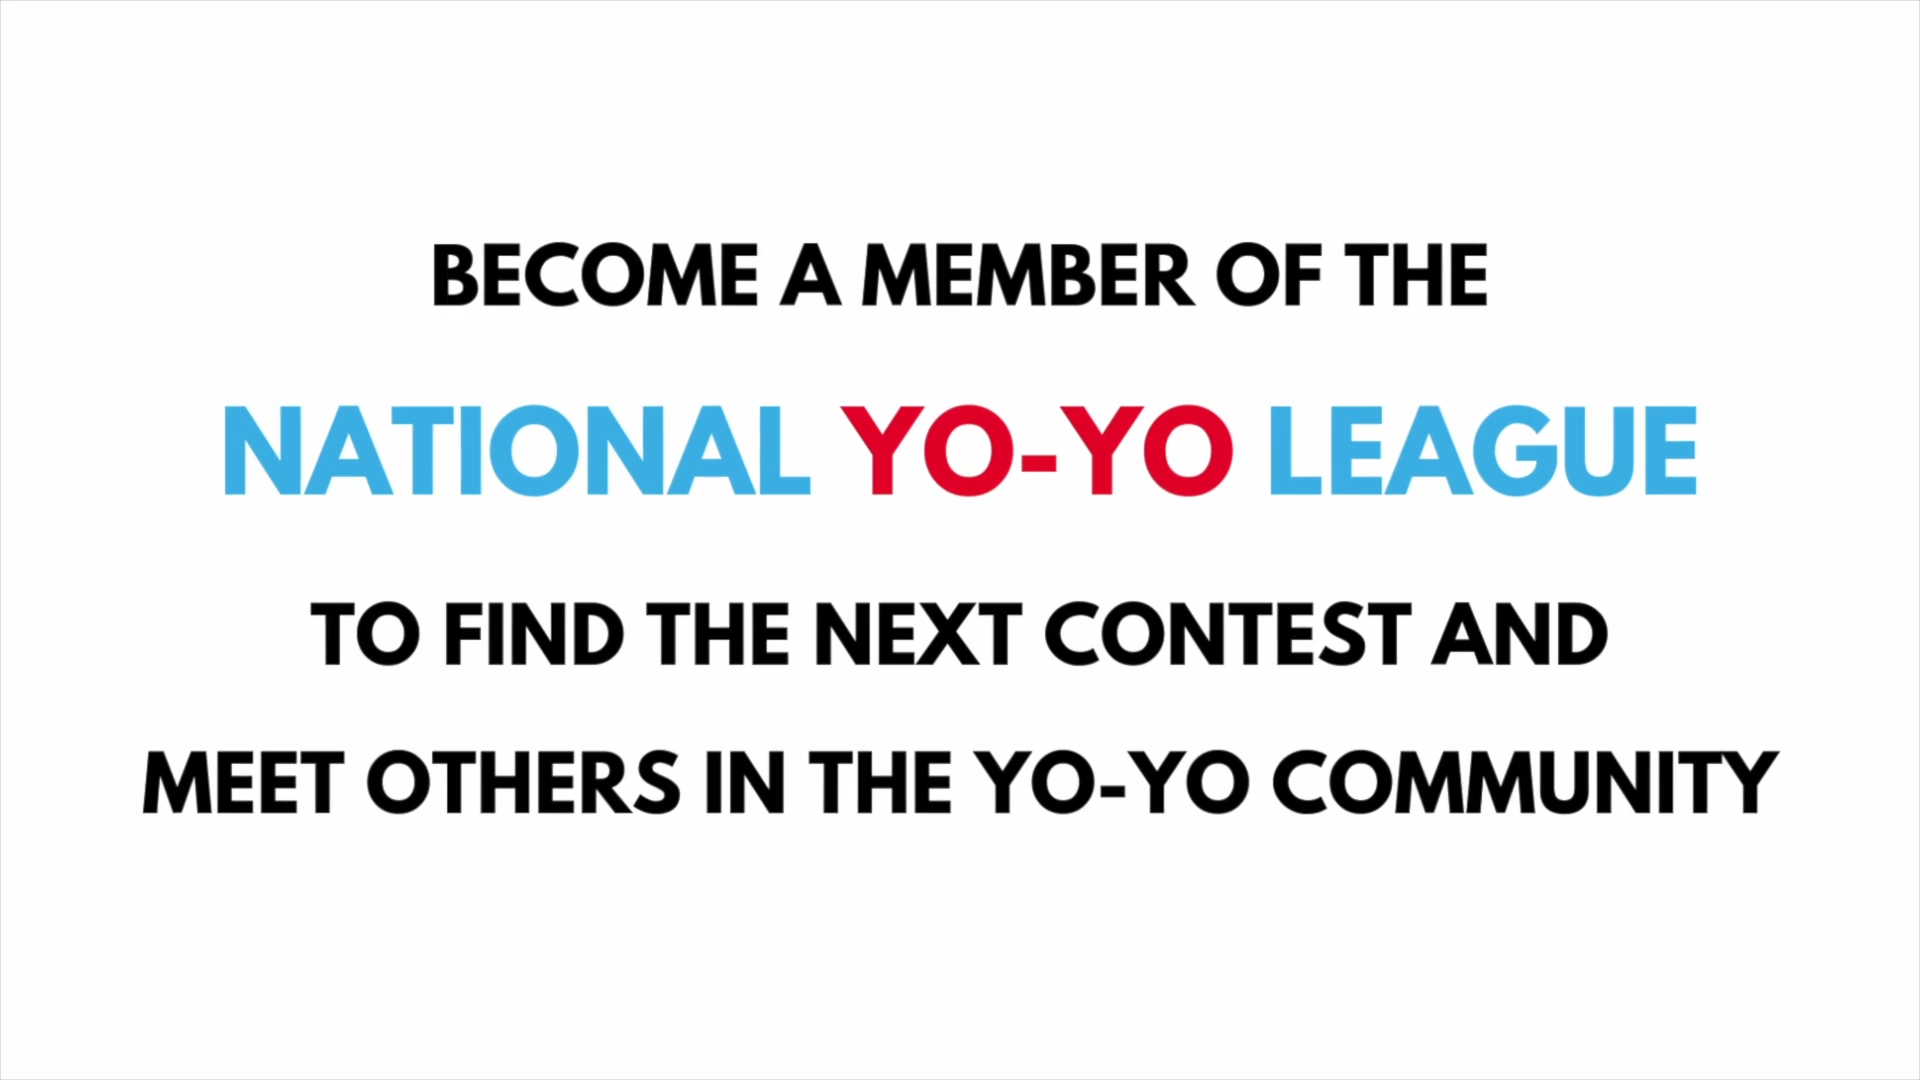 BECOME A MEMBER OF THE
NATIONAL YO-YO LEAGUE
TO FIND THE NEXT CONTEST AND
MEET OTHERS IN THE YO-YO COMMUNITY